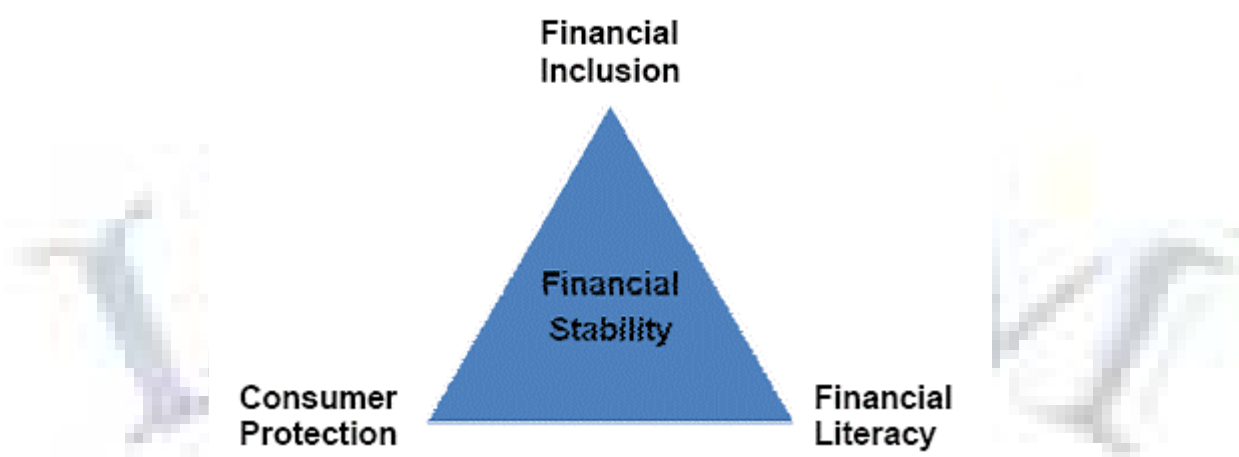 Financial
Inclusion
Financial
Stability
Consumer
Protection
Financial
Literacy